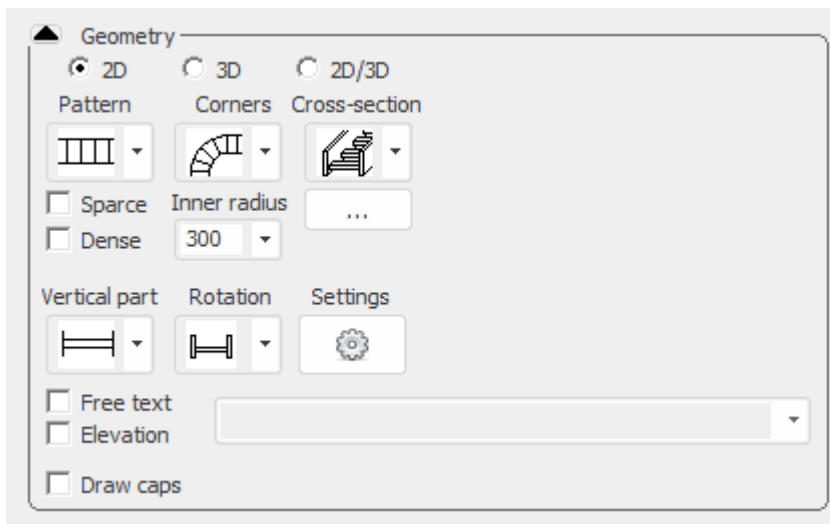 Geometry
2D 3D 2D/3D
Pattern Corners Cross-section
Sparce Inner radius ...
Dense 300
Vertical part Rotation Settings
Free text
Elevation
Draw caps